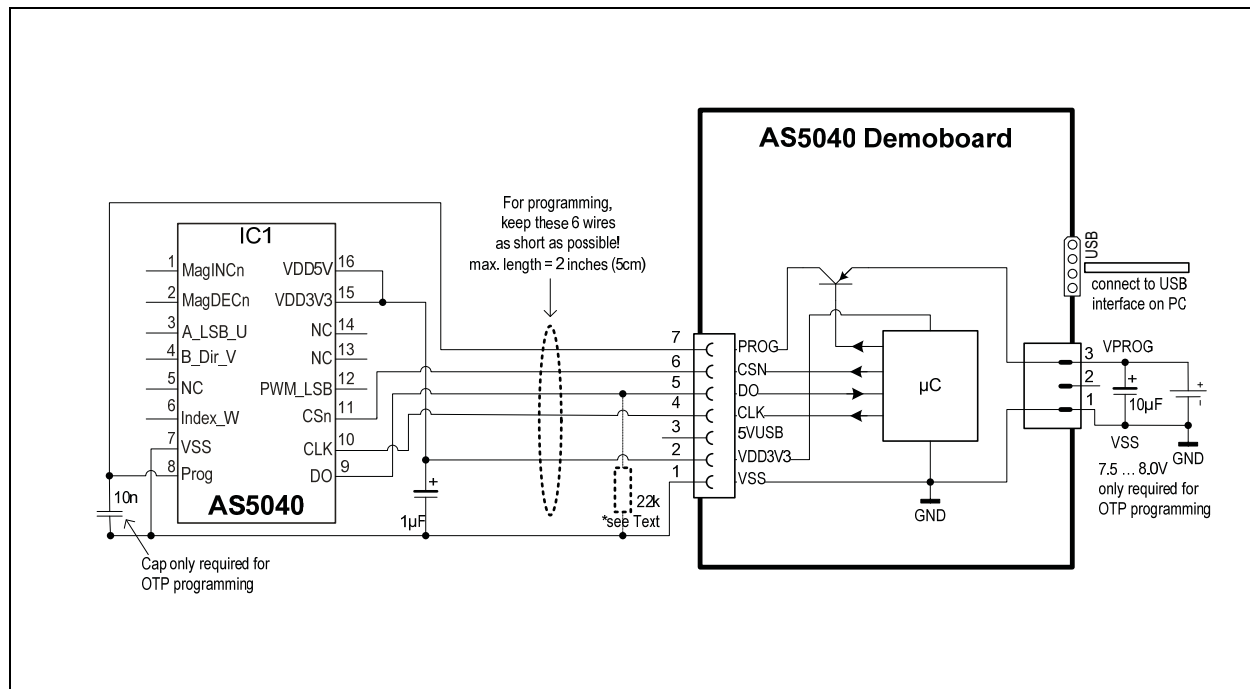 AS5040 Demoboard
For programming,
keep these 6 wires
as short as possible!
max. length = 2 inches (5cm)
IC1
1 MagINCn
2 MagDECn
3 A_LSB_U
4 B_Dir_V
5 NC
6 Index_W
7 VSS
8 Prog
VDD5V 16
VDD3V3 15
NC 14
NC 13
PWM_LSB 12
CSn 11
CLK 10
DO 9
AS5040
10n
Cap only required for
OTP programming
+
1µF
22k
*see Text
7 PROG
6 CSN
5 DO
4 CLK
3 5VUSB
2 VDD3V3
1 VSS
µC
GND
USB
connect to USB
interface on PC
3
2
1
VPROG
+
10µF
+
-
VSS
GND
7.5 ... 8.0V
only required for
OTP programming